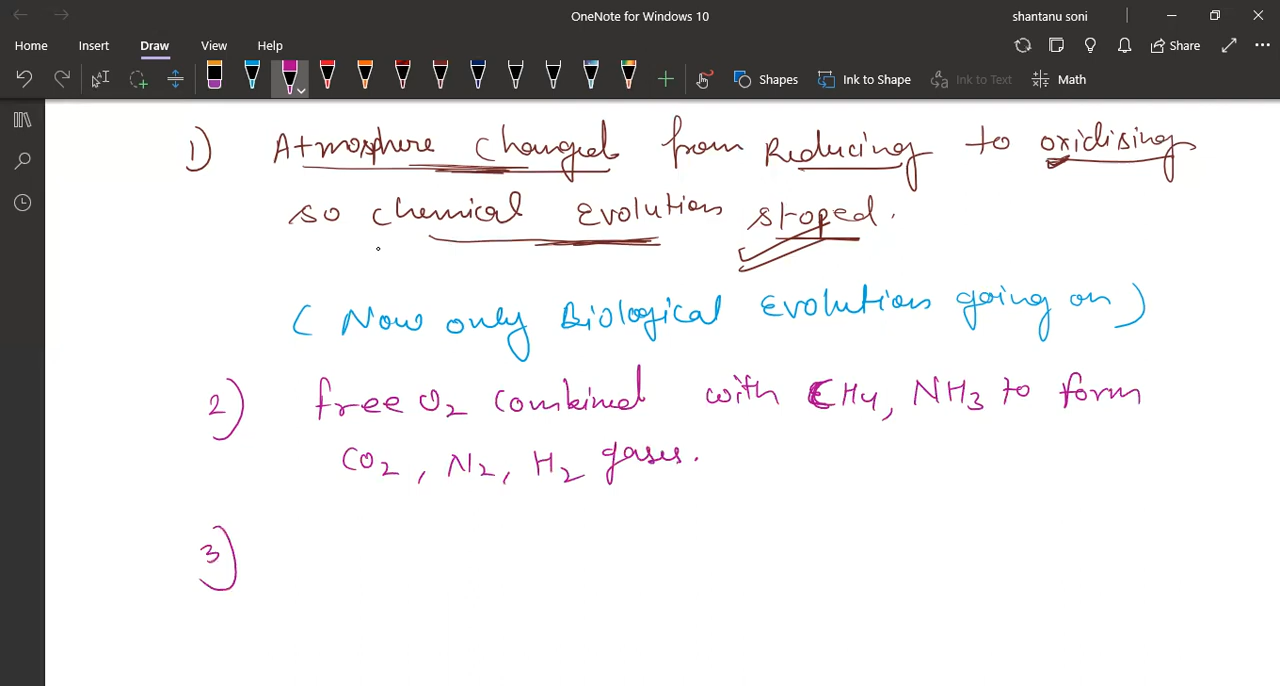 OneNote for Windows 10
shantanu soni
Home Insert Draw View Help
Share
Shapes Ink to Shape Ink to Text Math
1) Atmosphere changed from Reducing to oxidising
so chemical Evolution stoped.
( Now only Biological Evolution going on )
2) free O2 combined with CH4, NH3 to form
CO2, N2, H2 gases.
3)